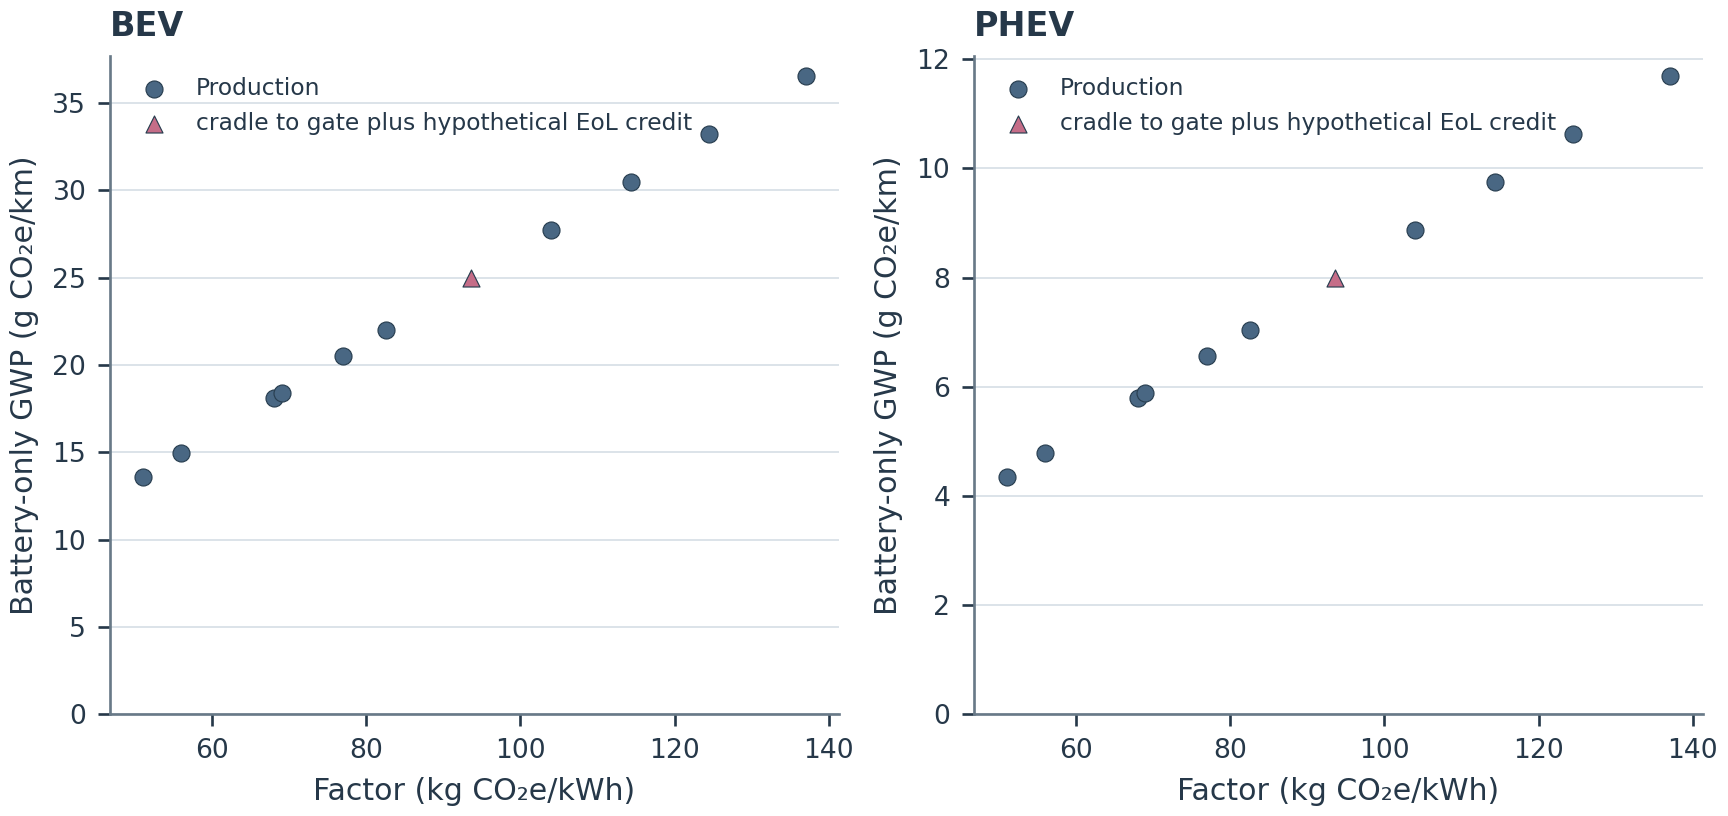 BEV
Production
cradle to gate plus hypothetical EoL credit
35
30
25
20
15
10
5
0
Battery-only GWP (g CO₂e/km)
60
80
100
120
140
Factor (kg CO₂e/kWh)
PHEV
Production
cradle to gate plus hypothetical EoL credit
12
10
8
6
4
2
0
Battery-only GWP (g CO₂e/km)
60
80
100
120
140
Factor (kg CO₂e/kWh)